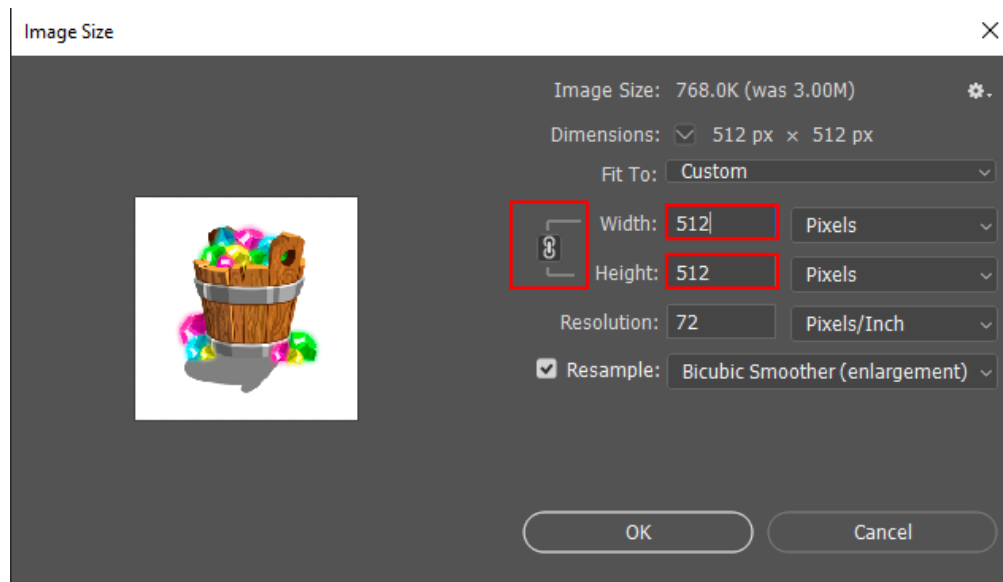 Image Size
Image Size: 768.0K (was 3.00M)
Dimensions: 512 px × 512 px
Fit To: Custom
Width: 512 Pixels
Height: 512 Pixels
Resolution: 72 Pixels/Inch
Resample: Bicubic Smoother (enlargement)
OK Cancel